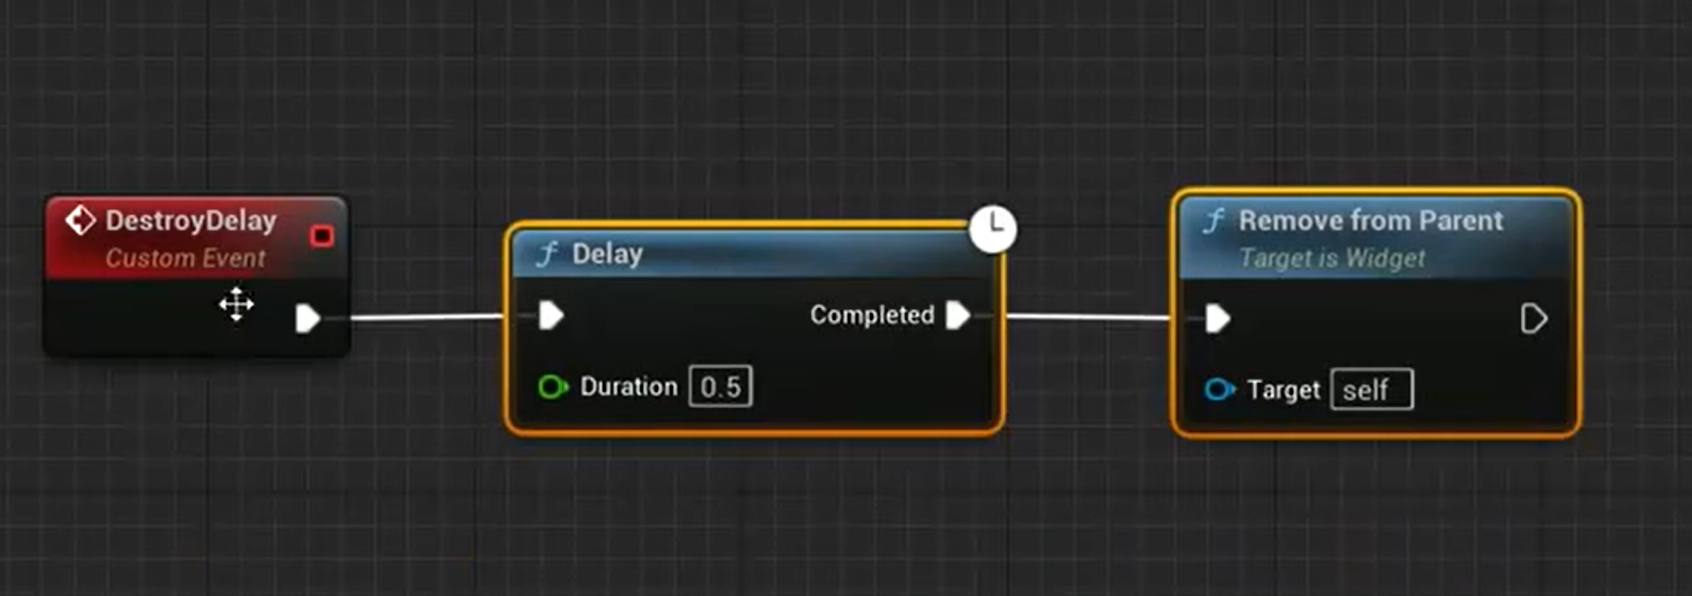 DestroyDelay
Custom Event
f Delay
Completed
Duration 0.5
f Remove from Parent
Target is Widget
Target self